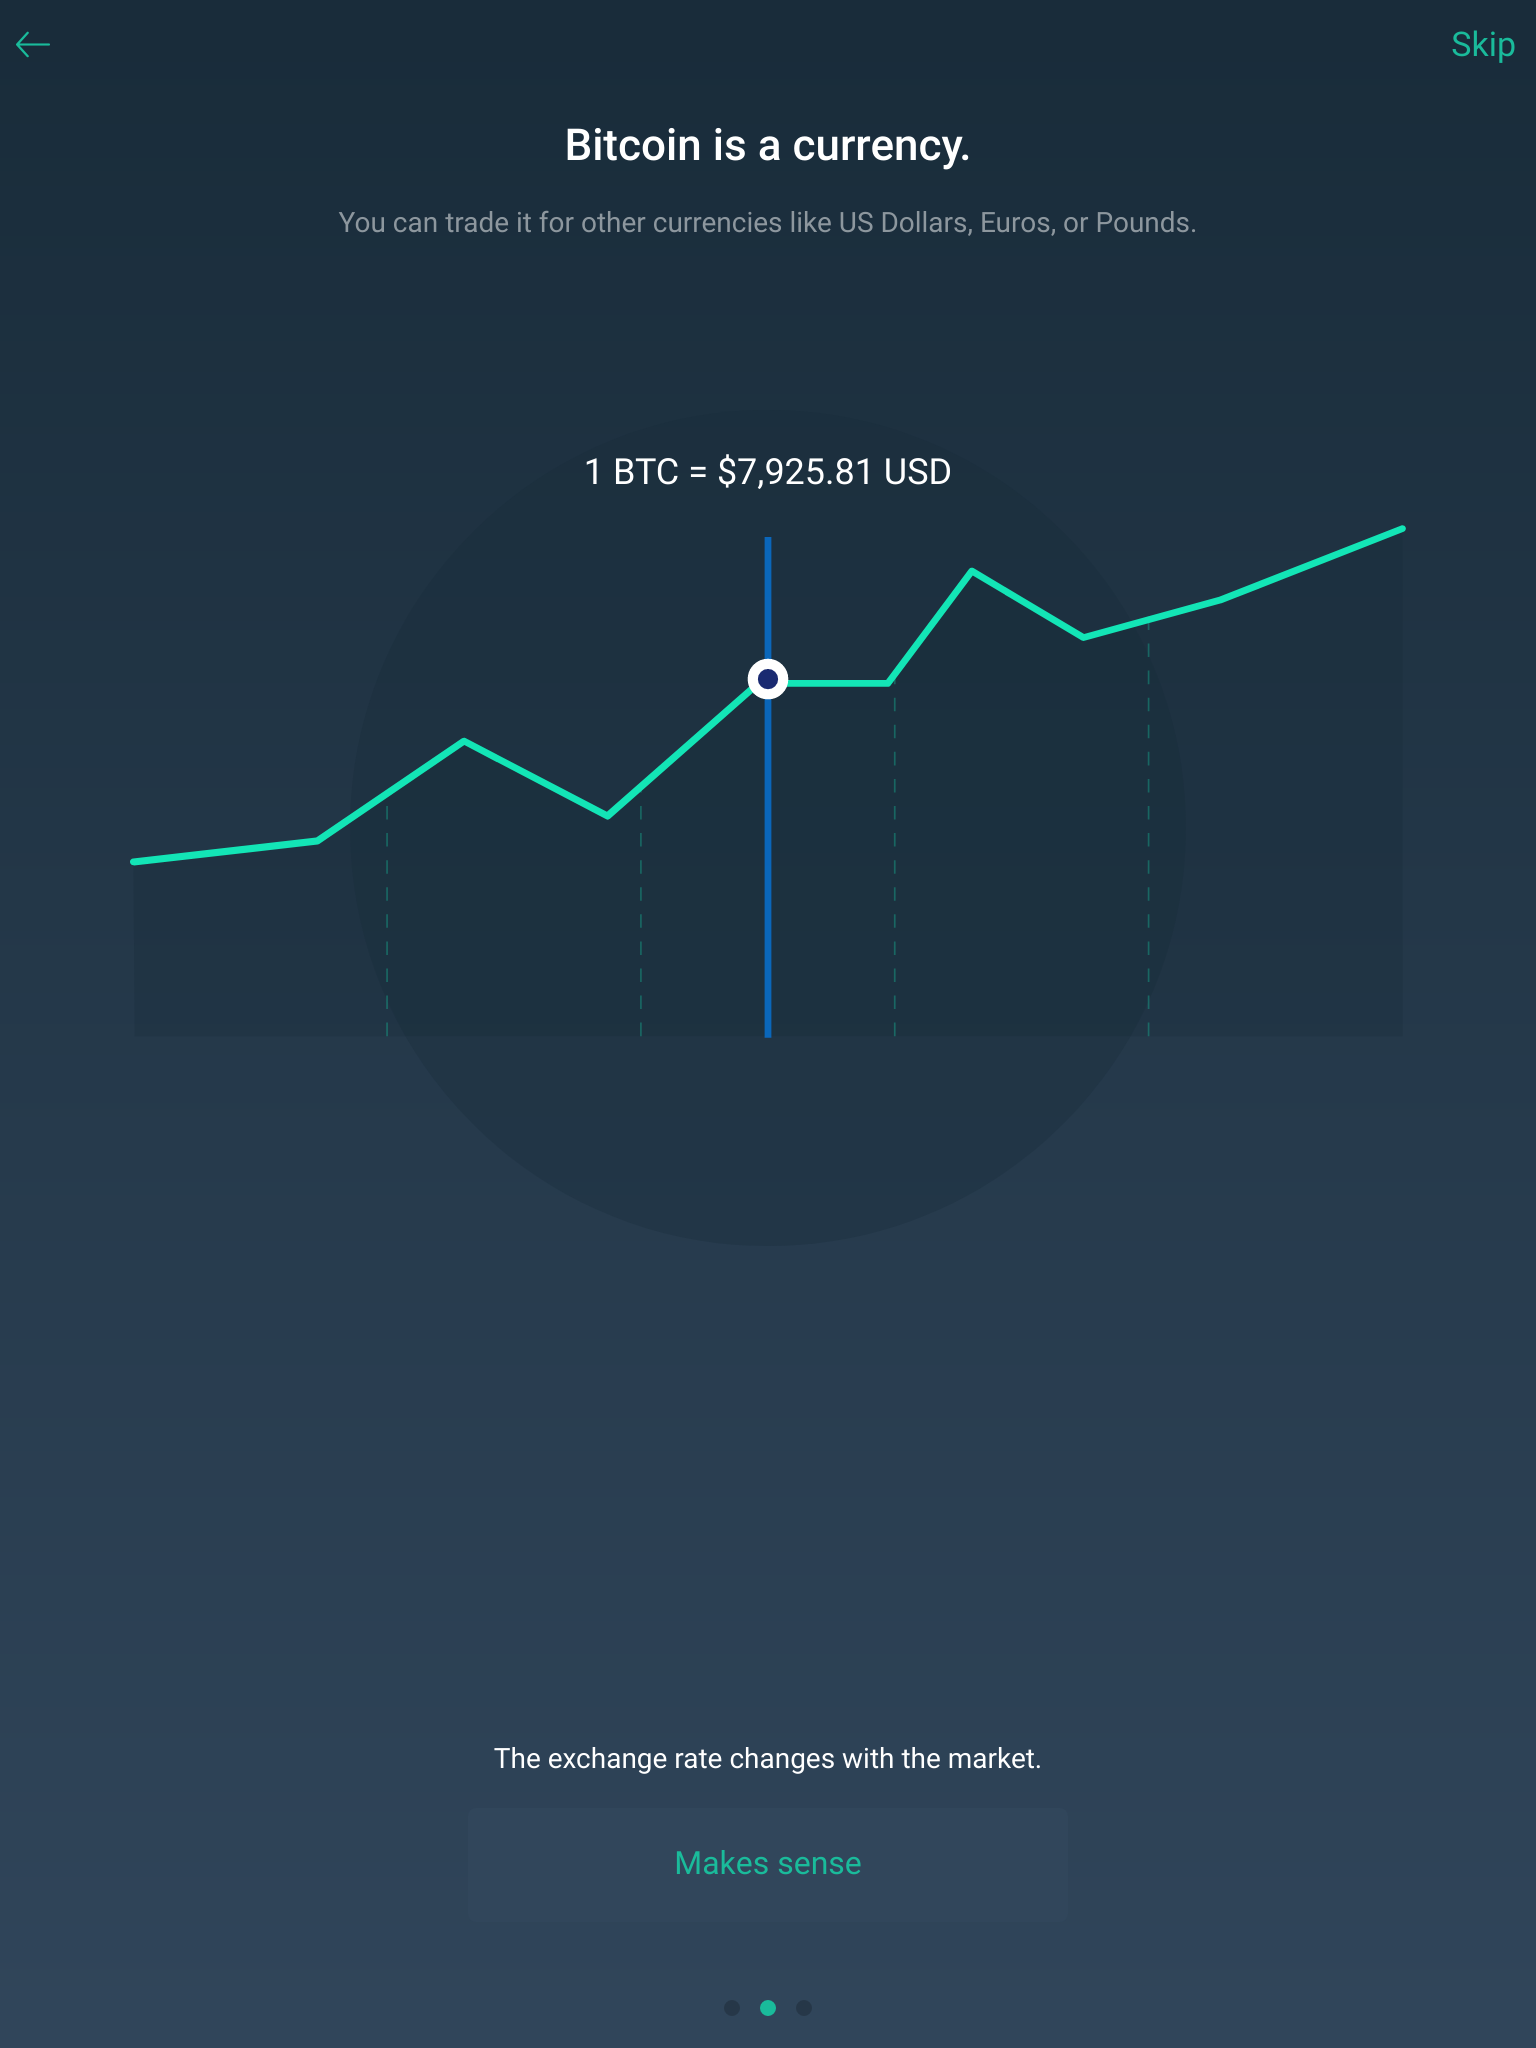 Skip
Bitcoin is a currency.
You can trade it for other currencies like US Dollars, Euros, or Pounds.
1 BTC = $7,925.81 USD
The exchange rate changes with the market.
Makes sense